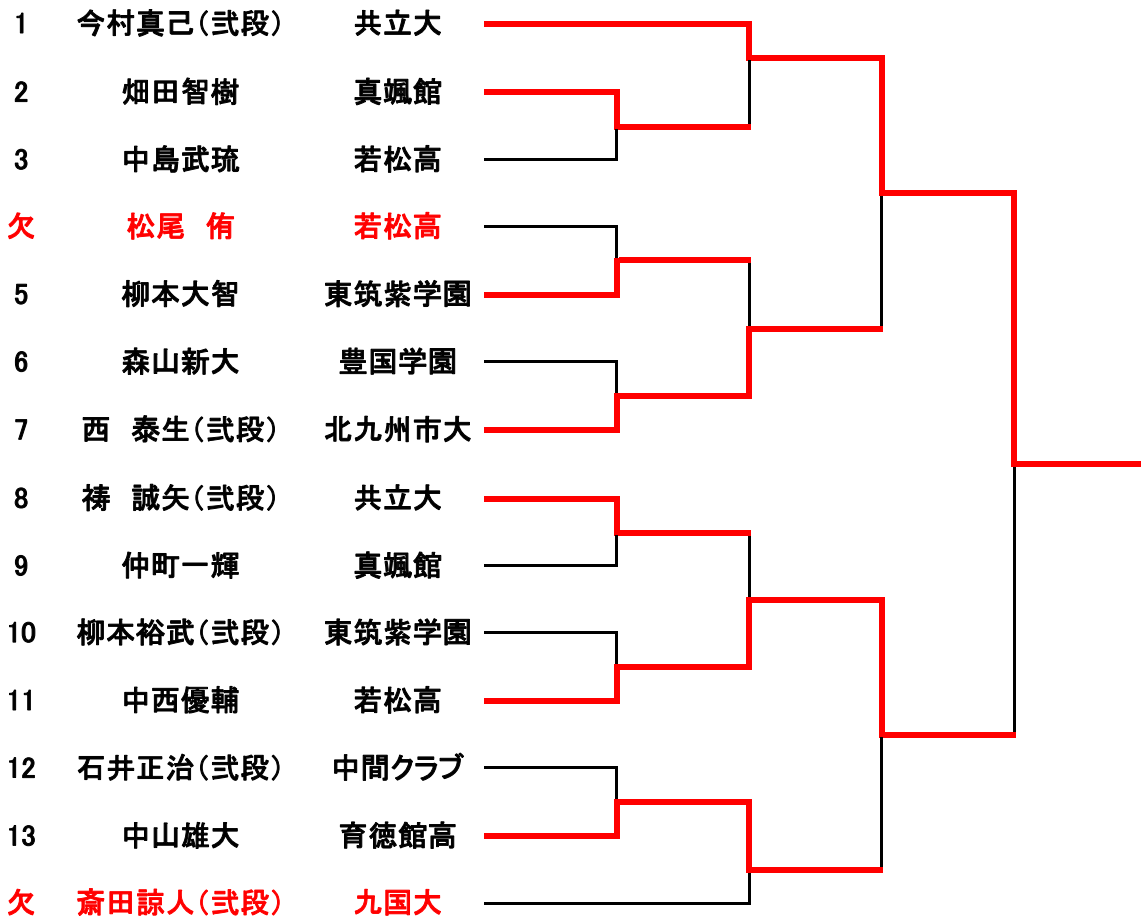 1 今村真己（弐段） 共立大
2 畑田智樹 真颯館
3 中島武琉 若松高
欠 松尾　侑 若松高
5 柳本大智 東筑紫学園
6 森山新大 豊国学園
7 西　泰生（弐段） 北九州市大
8 祷　誠矢（弐段） 共立大
9 仲町一輝 真颯館
10 柳本裕武（弐段） 東筑紫学園
11 中西優輔 若松高
12 石井正治（弐段） 中間クラブ
13 中山雄大 育徳館高
欠 斎田諒人（弐段） 九国大